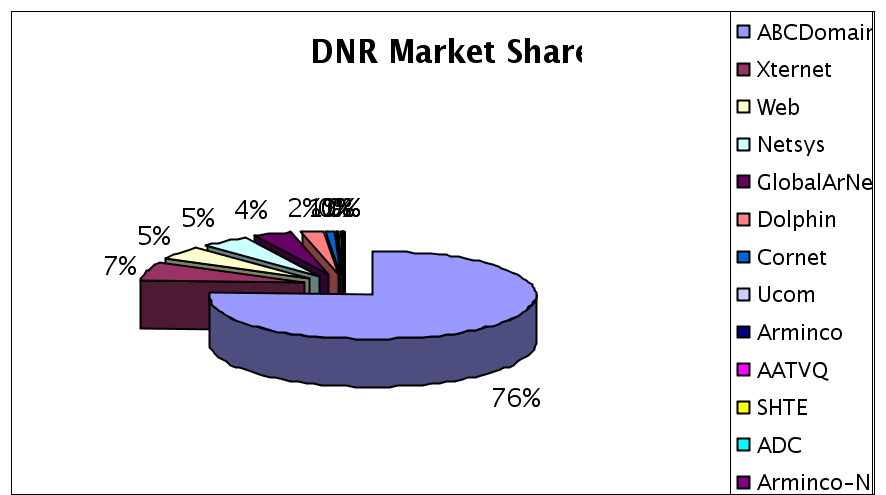 DNR Market Share
ABCDomain
Xternet
Web
Netsys
GlobalArNe
Dolphin
Cornet
Ucom
Arminco
AATVQ
SHTE
ADC
Arminco-N
2%
4%
5%
5%
7%
76%